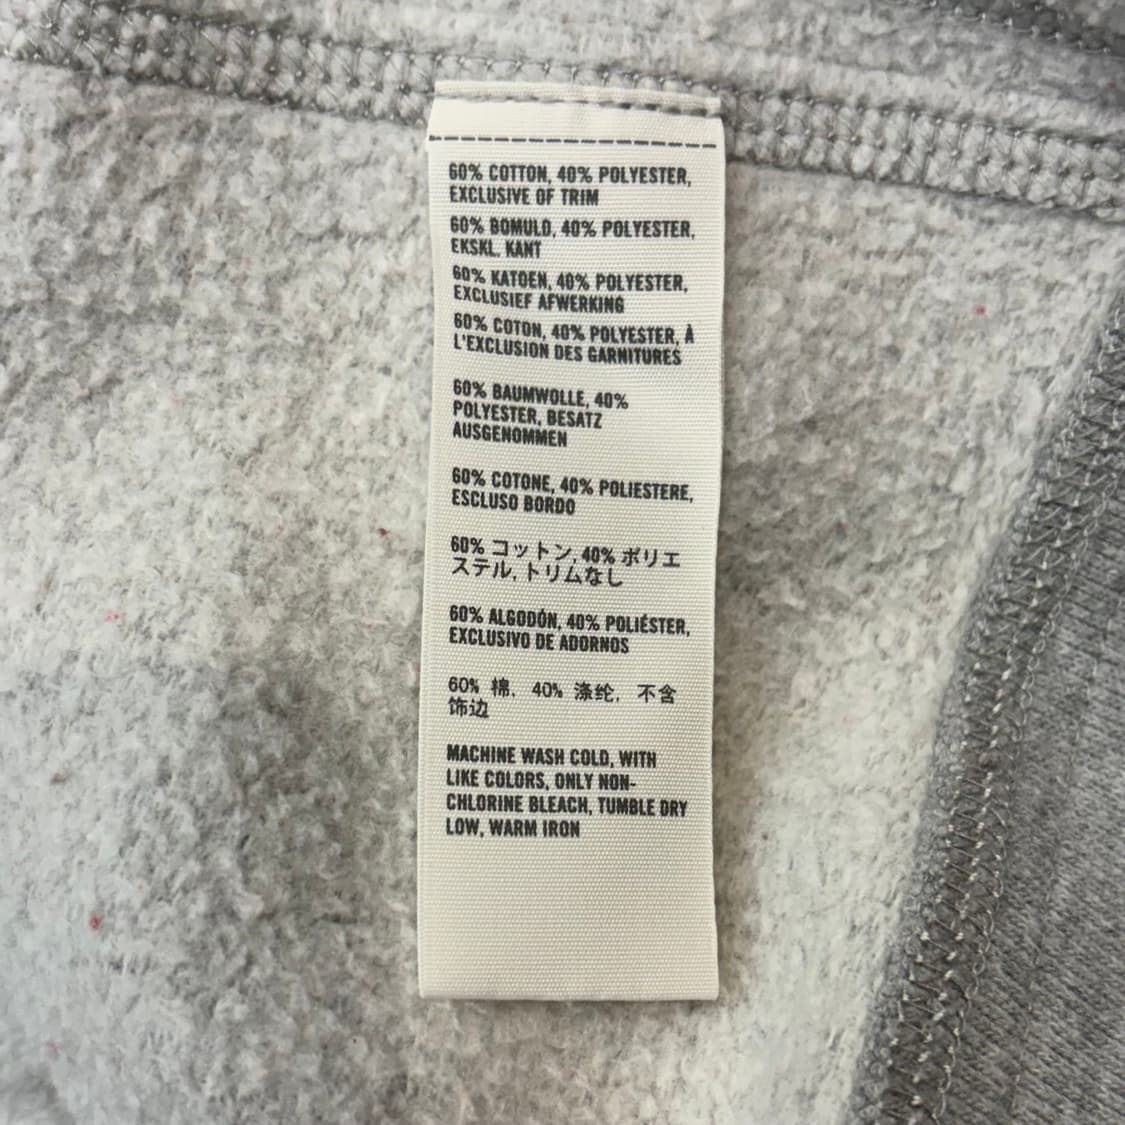 60% COTTON, 40% POLYESTER,
EXCLUSIVE OF TRIM
60% BOMULD, 40% POLYESTER,
EKSKL. KANT
60% KATOEN, 40% POLYESTER,
EXCLUSIEF AFWERKING
60% COTON, 40% POLYESTER, À
L'EXCLUSION DES GARNITURES
60% BAUMWOLLE, 40%
POLYESTER, BESATZ
AUSGENOMMEN
60% COTONE, 40% POLIESTERE,
ESCLUSO BORDO
60% コットン, 40% ポリエ
ステル, トリムなし
60% ALGODÓN, 40% POLIÉSTER,
EXCLUSIVO DE ADORNOS
60% 棉, 40% 涤纶, 不含
饰边
MACHINE WASH COLD, WITH
LIKE COLORS, ONLY NON-
CHLORINE BLEACH, TUMBLE DRY
LOW, WARM IRON